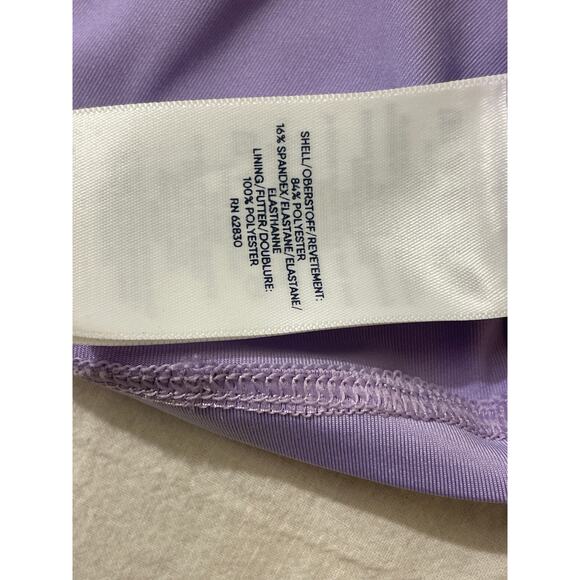 SHELL/OBERSTOFF/REVETEMENT:
84% POLYESTER
16% SPANDEX/ELASTANE/ELASTANE/
ELASTHANNE
LINING/FUTTER/DOUBLURE:
100% POLYESTER
RN 62830